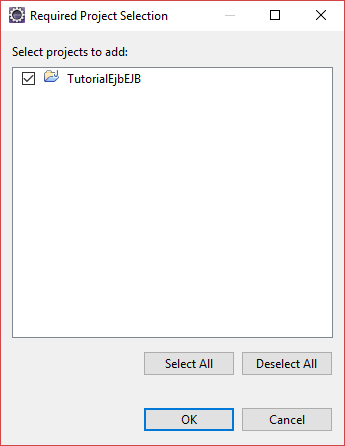 Required Project Selection
Select projects to add:
TutorialEjbEJB
Select All Deselect All
OK Cancel